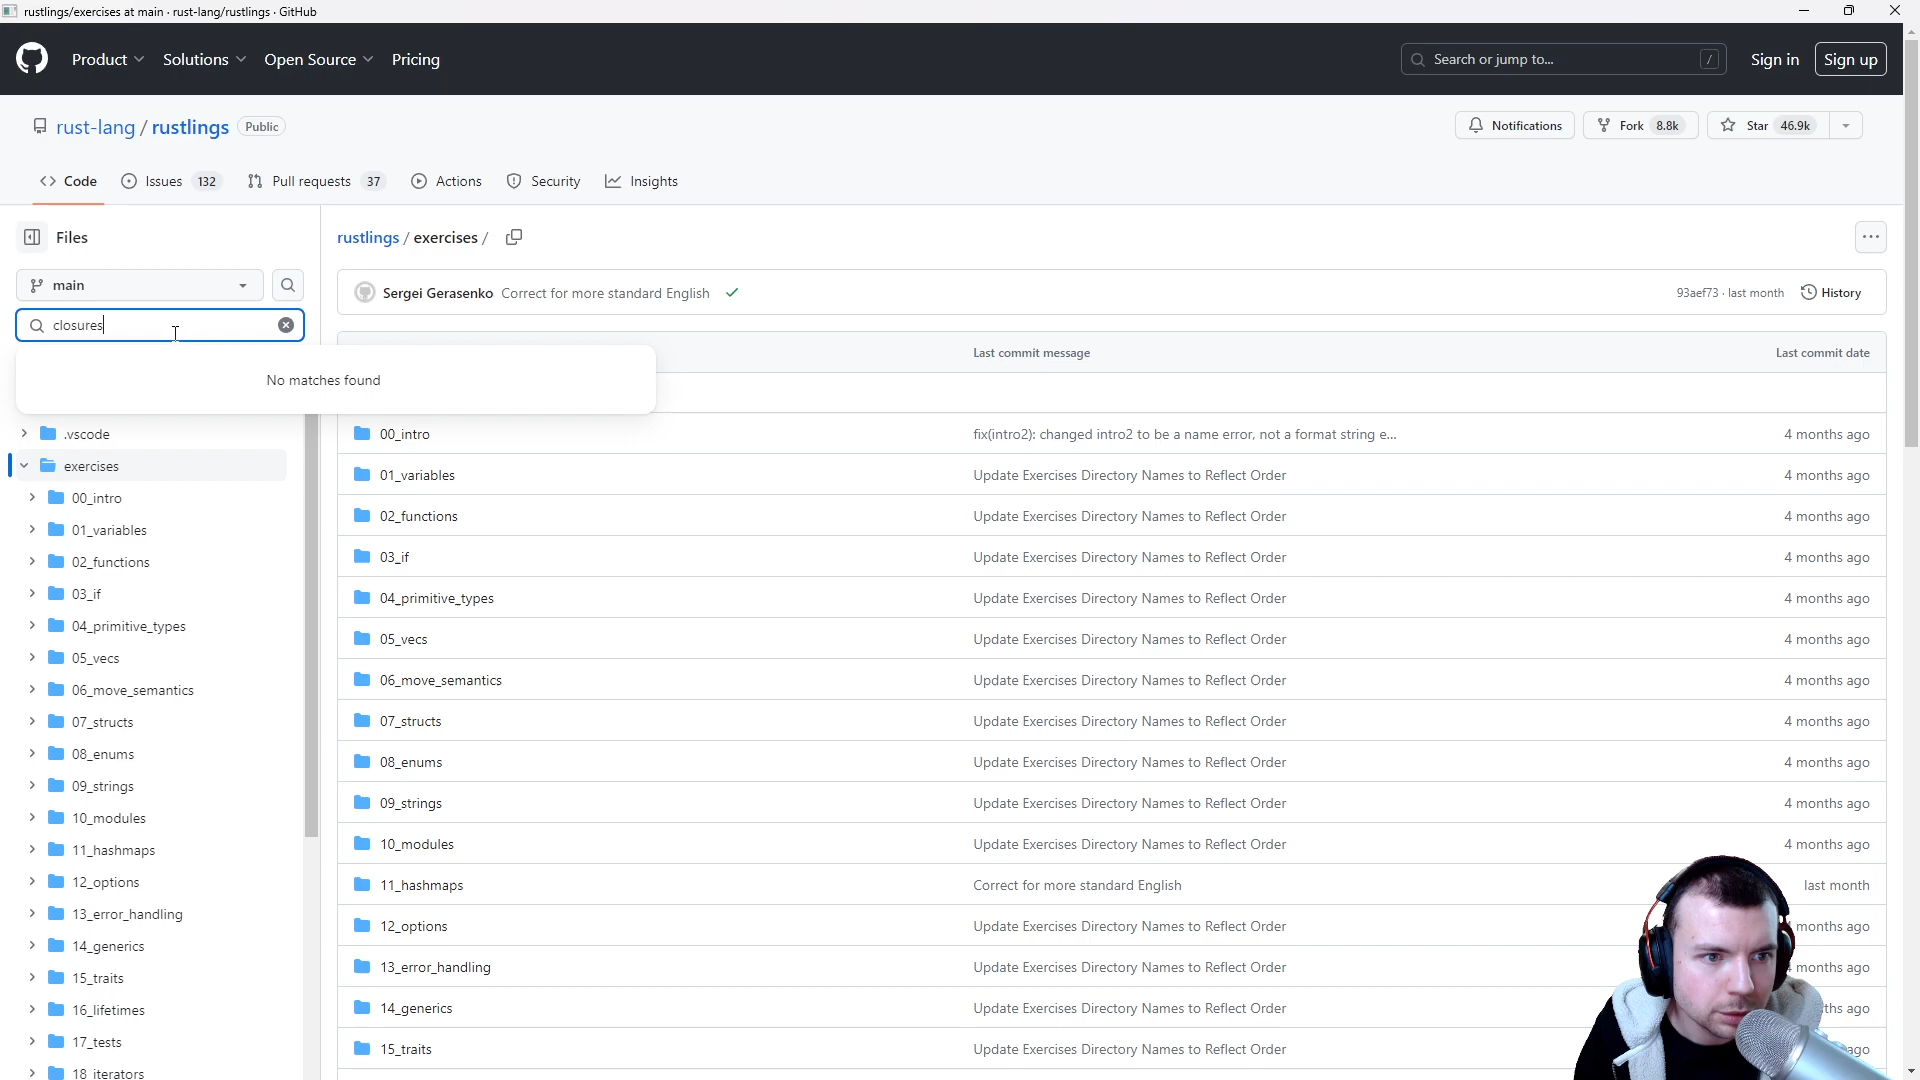 rustlings/exercises at main · rust-lang/rustlings · GitHub
Product Solutions Open Source Pricing Search or jump to... / Sign in Sign up
rust-lang / rustlings Public Notifications Fork 8.8k Star 46.9k
Code Issues 132 Pull requests 37 Actions Security Insights
Files
main
closures
No matches found
.vscode
exercises
00_intro
01_variables
02_functions
03_if
04_primitive_types
05_vecs
06_move_semantics
07_structs
08_enums
09_strings
10_modules
11_hashmaps
12_options
13_error_handling
14_generics
15_traits
16_lifetimes
17_tests
18_iterators
rustlings / exercises /
Sergei Gerasenko Correct for more standard English 93aef73 · last month History
Last commit message Last commit date
00_intro fix(intro2): changed intro2 to be a name error, not a format string e... 4 months ago
01_variables Update Exercises Directory Names to Reflect Order 4 months ago
02_functions Update Exercises Directory Names to Reflect Order 4 months ago
03_if Update Exercises Directory Names to Reflect Order 4 months ago
04_primitive_types Update Exercises Directory Names to Reflect Order 4 months ago
05_vecs Update Exercises Directory Names to Reflect Order 4 months ago
06_move_semantics Update Exercises Directory Names to Reflect Order 4 months ago
07_structs Update Exercises Directory Names to Reflect Order 4 months ago
08_enums Update Exercises Directory Names to Reflect Order 4 months ago
09_strings Update Exercises Directory Names to Reflect Order 4 months ago
10_modules Update Exercises Directory Names to Reflect Order 4 months ago
11_hashmaps Correct for more standard English last month
12_options Update Exercises Directory Names to Reflect Order months ago
13_error_handling Update Exercises Directory Names to Reflect Order months ago
14_generics Update Exercises Directory Names to Reflect Order ths ago
15_traits Update Exercises Directory Names to Reflect Order ago